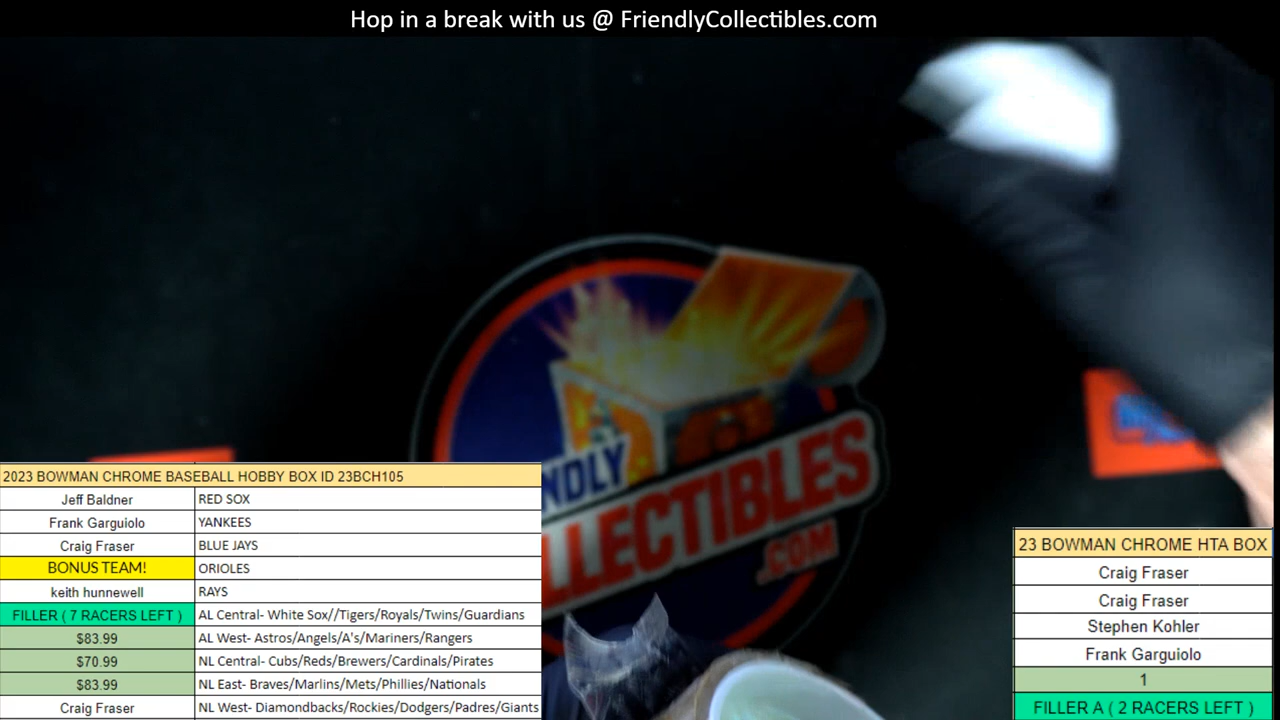 Hop in a break with us @ FriendlyCollectibles.com
NDLY
LLECTIBLES
.COM
2023 BOWMAN CHROME BASEBALL HOBBY BOX ID 23BCH105
Jeff Baldner RED SOX
Frank Garguiolo YANKEES
Craig Fraser BLUE JAYS
BONUS TEAM! ORIOLES
keith hunnewell RAYS
FILLER ( 7 RACERS LEFT ) AL Central- White Sox//Tigers/Royals/Twins/Guardians
$83.99 AL West- Astros/Angels/A's/Mariners/Rangers
$70.99 NL Central- Cubs/Reds/Brewers/Cardinals/Pirates
$83.99 NL East- Braves/Marlins/Mets/Phillies/Nationals
Craig Fraser NL West- Diamondbacks/Rockies/Dodgers/Padres/Giants
23 BOWMAN CHROME HTA BOX
Craig Fraser
Craig Fraser
Stephen Kohler
Frank Garguiolo
1
FILLER A ( 2 RACERS LEFT )